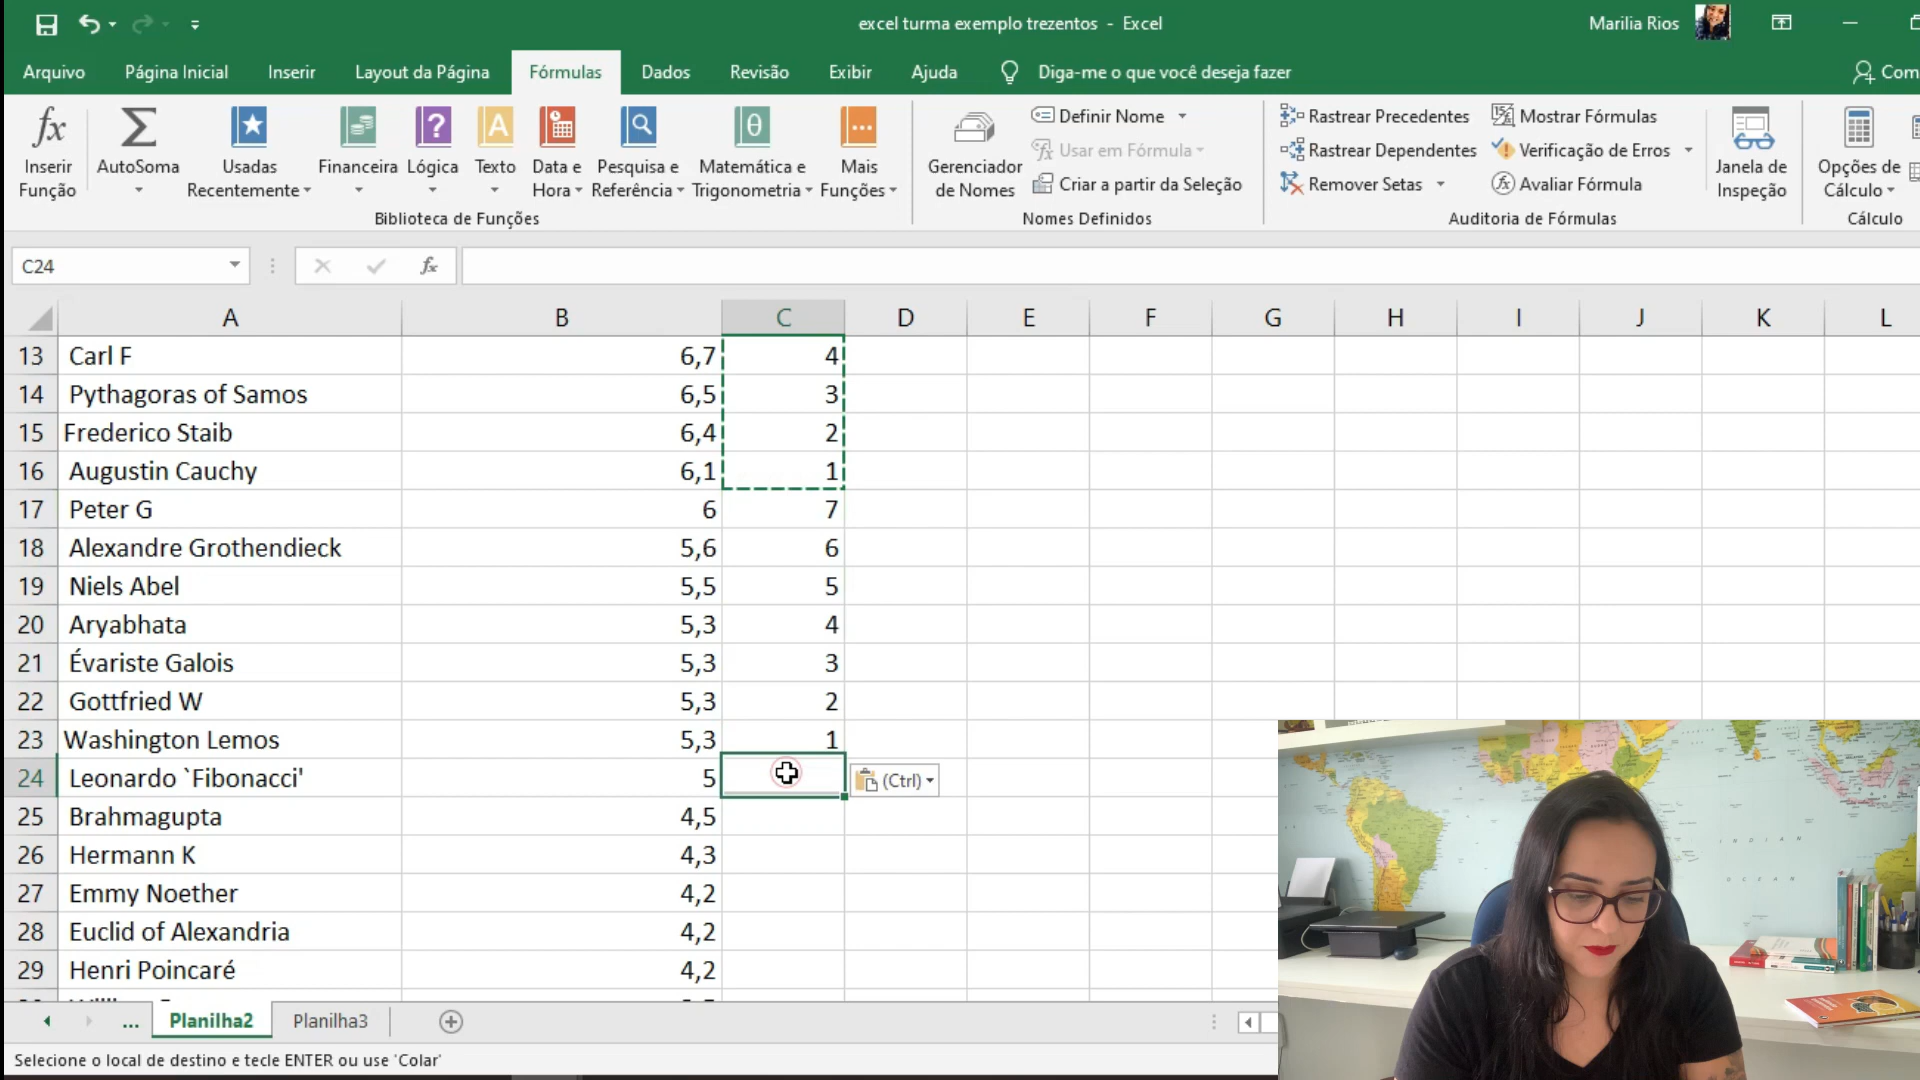 excel turma exemplo trezentos - Excel
Marilia Rios
Arquivo Página Inicial Inserir Layout da Página Fórmulas Dados Revisão Exibir Ajuda Diga-me o que você deseja fazer
fx Inserir Função
Σ AutoSoma
Usadas Recentemente
Financeira
? Lógica
A Texto
Data e Hora
Pesquisa e Referência
θ Matemática e Trigonometria
... Mais Funções
Biblioteca de Funções
Gerenciador de Nomes
Definir Nome
Usar em Fórmula
Criar a partir da Seleção
Nomes Definidos
Rastrear Precedentes
Rastrear Dependentes
Remover Setas
Mostrar Fórmulas
Verificação de Erros
Avaliar Fórmula
Auditoria de Fórmulas
Janela de Inspeção
Opções de Cálculo
Cálculo
C24 fx
A B C D E F G H I J K L
13 Carl F 6,7 4
14 Pythagoras of Samos 6,5 3
15 Frederico Staib 6,4 2
16 Augustin Cauchy 6,1 1
17 Peter G 6 7
18 Alexandre Grothendieck 5,6 6
19 Niels Abel 5,5 5
20 Aryabhata 5,3 4
21 Évariste Galois 5,3 3
22 Gottfried W 5,3 2
23 Washington Lemos 5,3 1
24 Leonardo `Fibonacci' 5 (Ctrl)
25 Brahmagupta 4,5
26 Hermann K 4,3
27 Emmy Noether 4,2
28 Euclid of Alexandria 4,2
29 Henri Poincaré 4,2
... Planilha2 Planilha3
Selecione o local de destino e tecle ENTER ou use 'Colar'
INDIAN
OCEAN